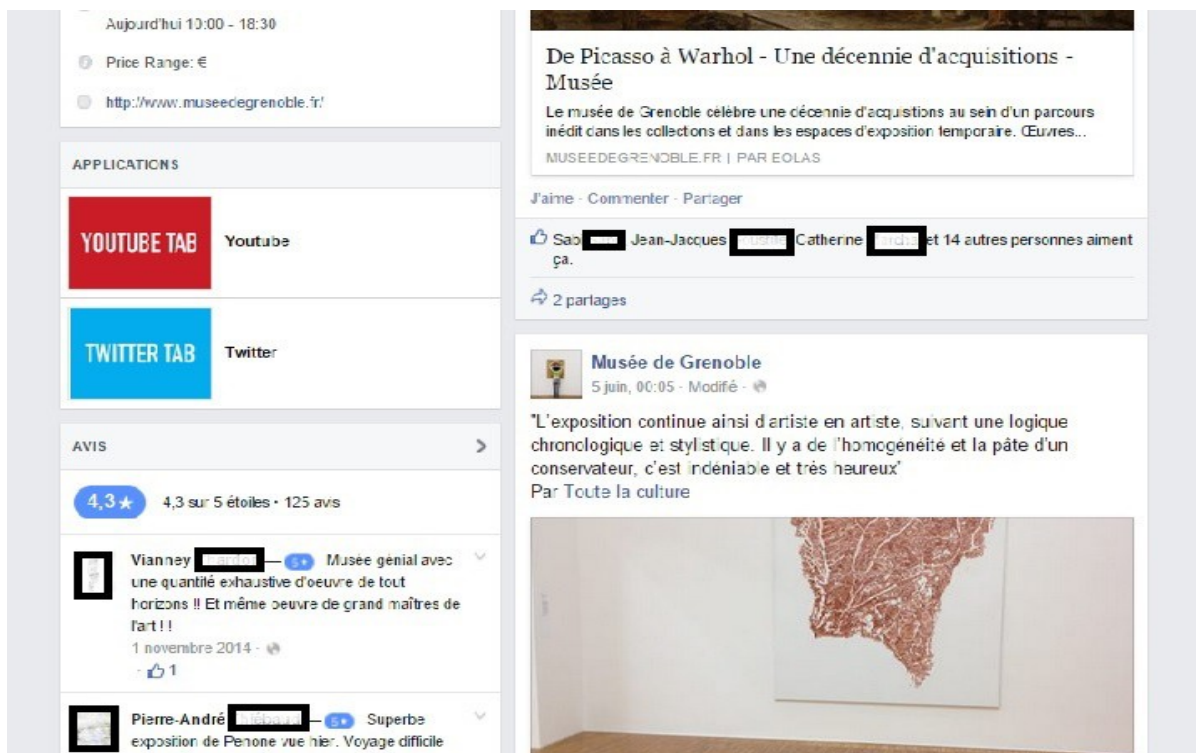 Aujourd'hui 10:00 - 18:30
Price Range: €
http://www.museedegrenoble.fr/
APPLICATIONS
YOUTUBE TAB
Youtube
TWITTER TAB
Twitter
AVIS
4,3 ★
4,3 sur 5 étoiles • 125 avis
Vianney — 5★ Musée génial avec
une quantité exhaustive d'oeuvre de tout
horizons !! Et même oeuvre de grand maîtres de
l'art ! !
1 novembre 2014 ·
· 1
Pierre-André — 5★ Superbe
exposition de Penone vue hier. Voyage difficile
De Picasso à Warhol - Une décennie d'acquisitions -
Musée
Le musée de Grenoble célèbre une décennie d'acquistions au sein d'un parcours
inédit dans les collections et dans les espaces d'exposition temporaire. Œuvres...
MUSEEDEGRENOBLE.FR | PAR EOLAS
J'aime · Commenter · Partager
Sab Jean-Jacques Catherine et 14 autres personnes aiment
ça.
2 partages
Musée de Grenoble
5 juin, 00:05 · Modifié ·
"L'exposition continue ainsi d'artiste en artiste, suivant une logique
chronologique et stylistique. Il y a de l'homogénéité et la pâte d'un
conservateur, c'est indéniable et très heureux"
Par Toute la culture